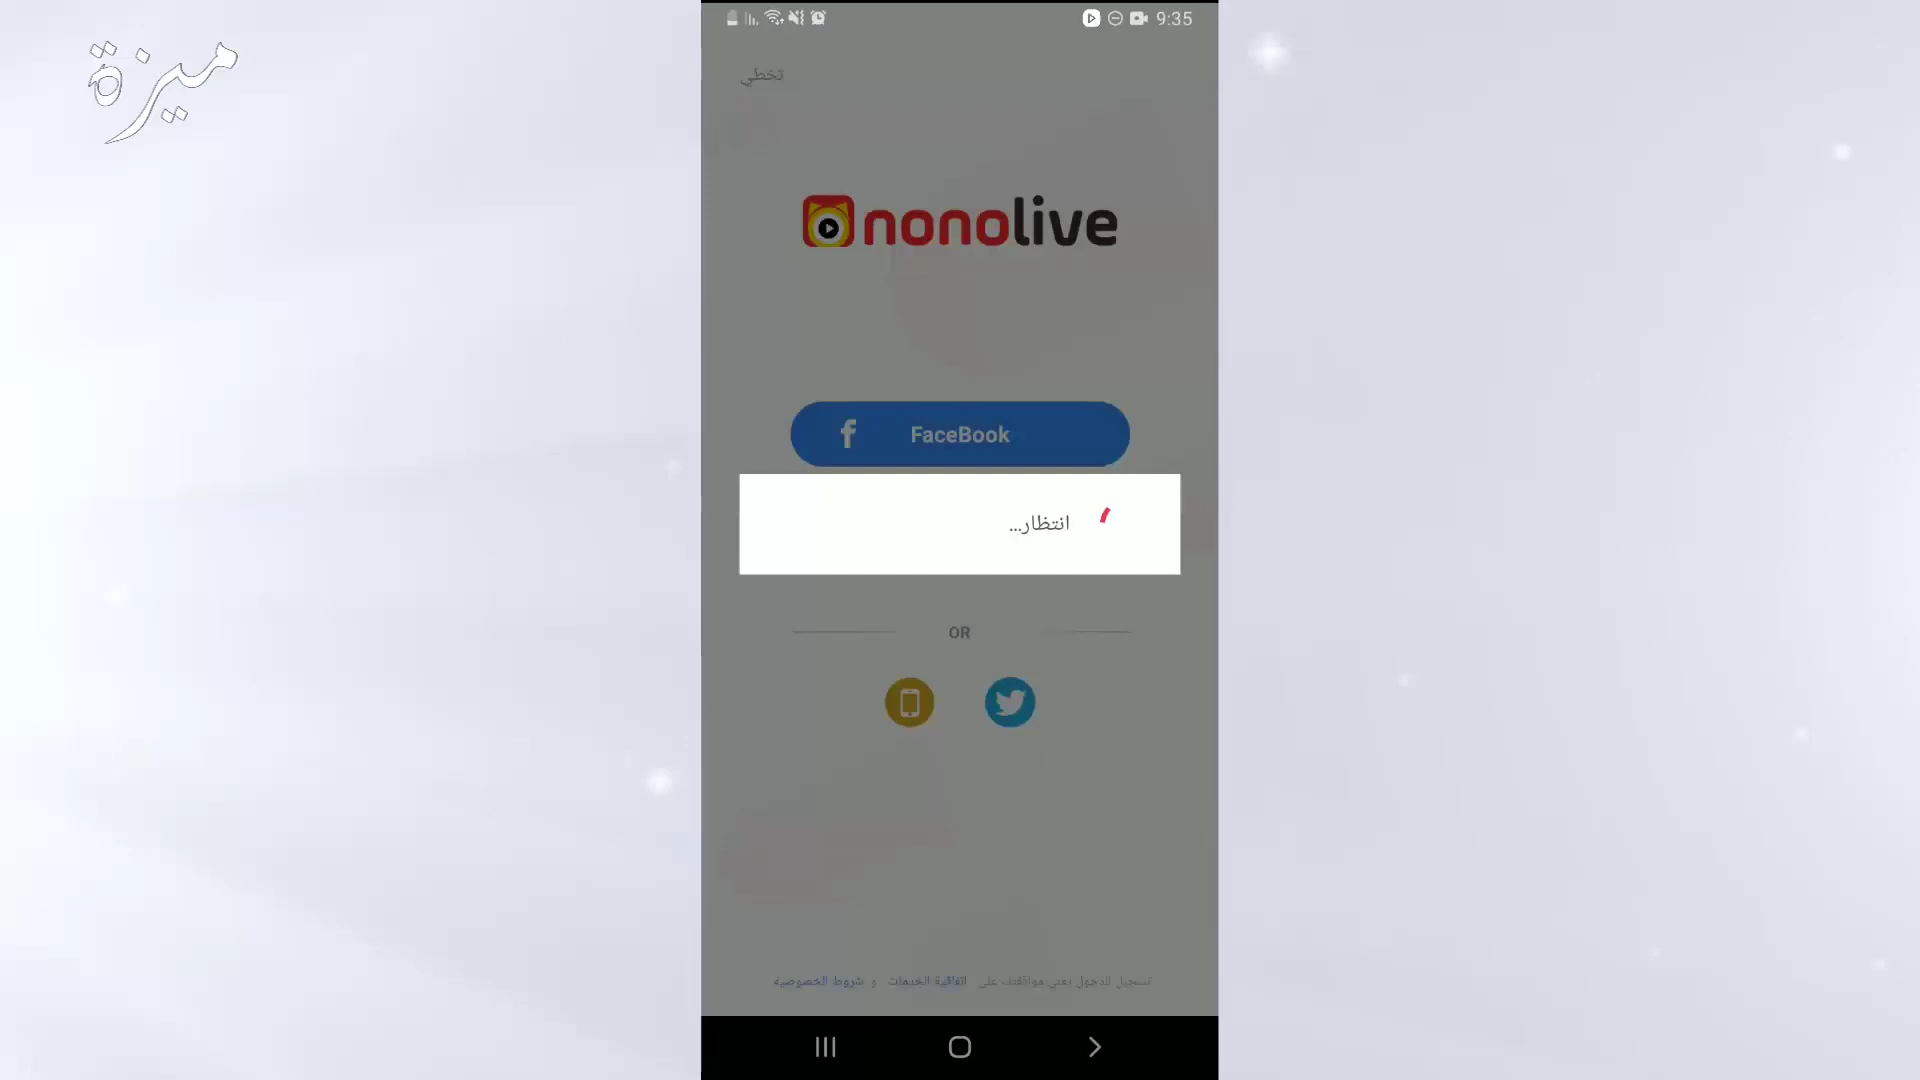 ميزة
9:35
تخطي
nonolive
FaceBook
انتظار...
OR
تسجيل الدخول يعني موافقتك على اتفاقية الخدمات و شروط الخصوصية